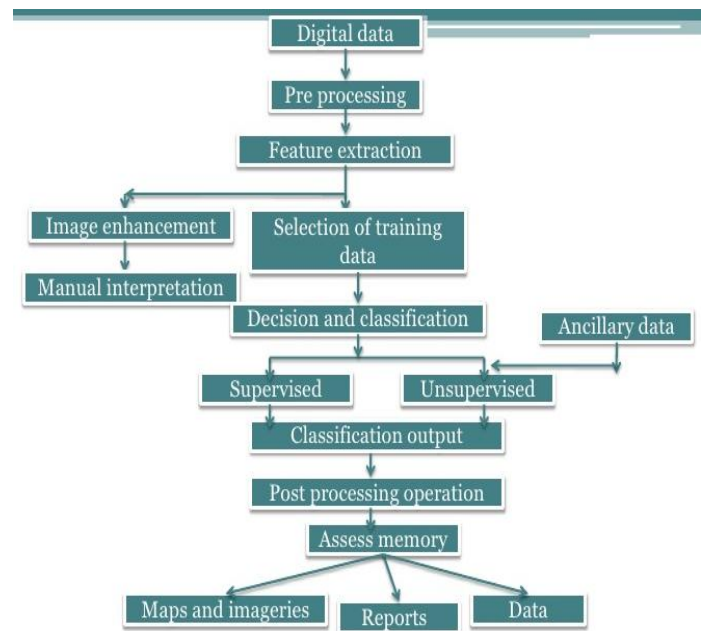 Digital data
Pre processing
Feature extraction
Image enhancement
Selection of training
data
Manual interpretation
Decision and classification
Ancillary data
Supervised
Unsupervised
Classification output
Post processing operation
Assess memory
Maps and imageries
Reports
Data